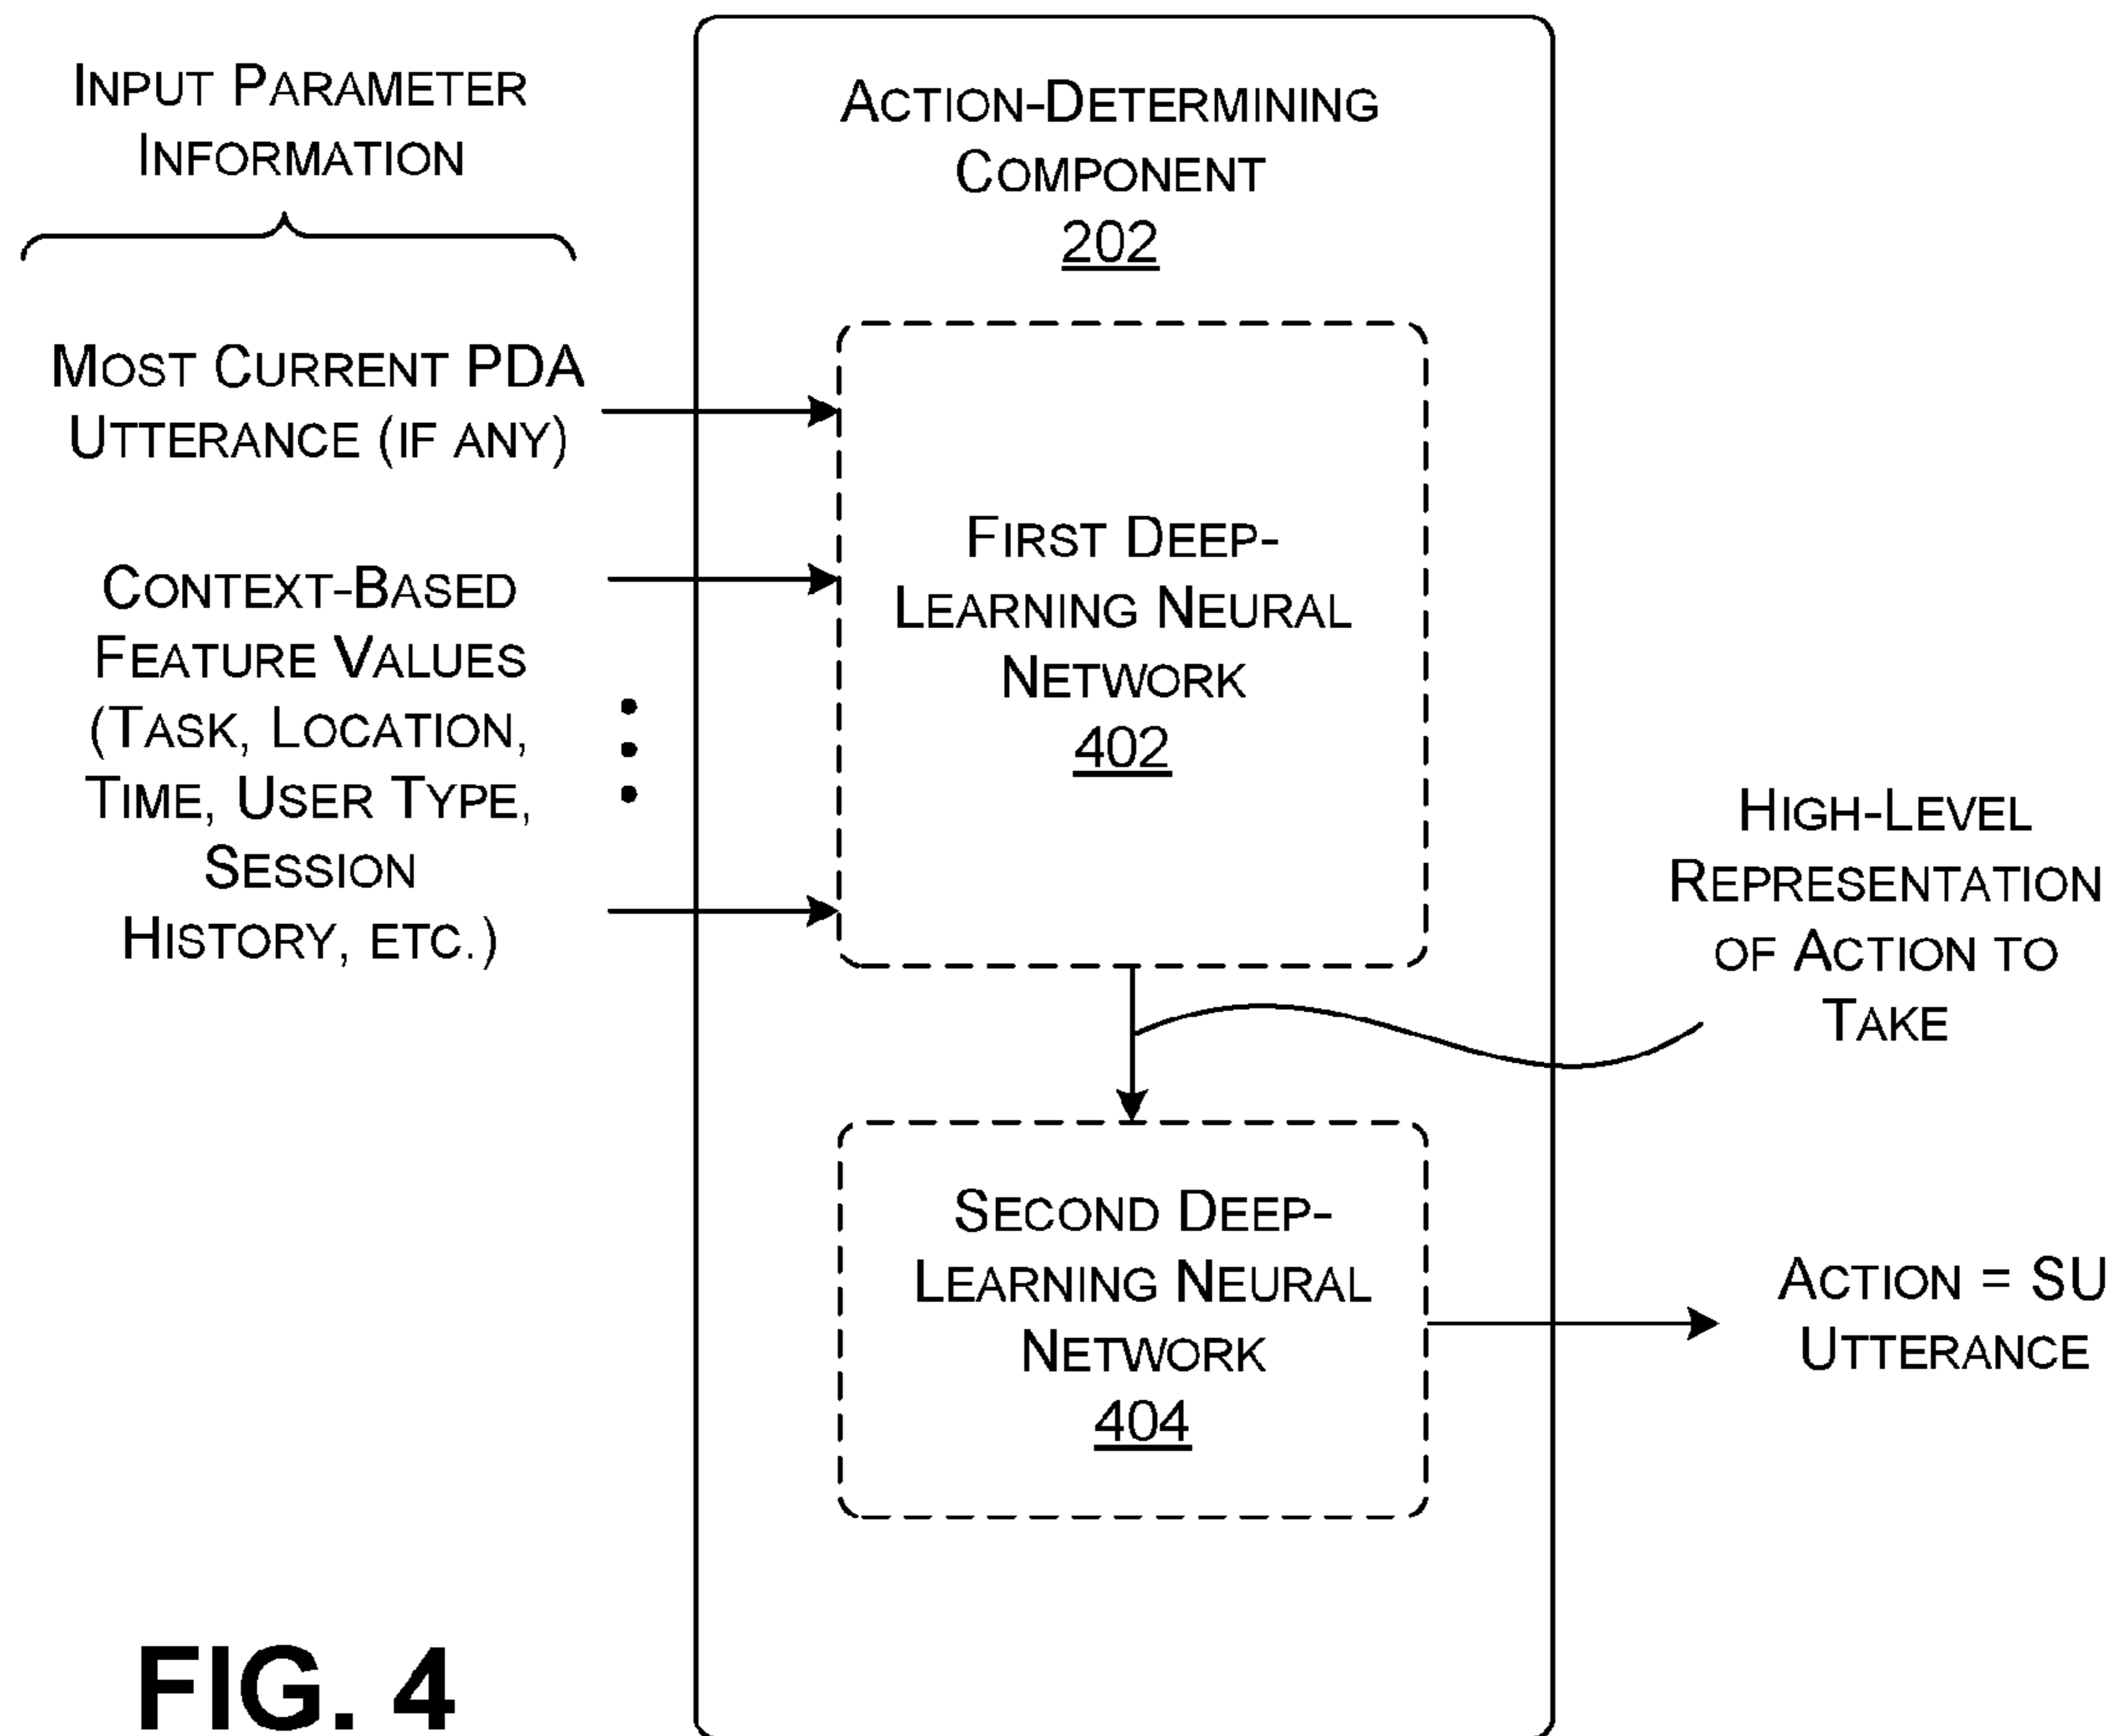 INPUT PARAMETER
INFORMATION
MOST CURRENT PDA
UTTERANCE (IF ANY)
CONTEXT-BASED
FEATURE VALUES
(TASK, LOCATION,
TIME, USER TYPE,
SESSION
HISTORY, ETC.)
ACTION-DETERMINING
COMPONENT
202
FIRST DEEP-
LEARNING NEURAL
NETWORK
402
HIGH-LEVEL
REPRESENTATION
OF ACTION TO
TAKE
SECOND DEEP-
LEARNING NEURAL
NETWORK
404
ACTION = SU
UTTERANCE
FIG. 4